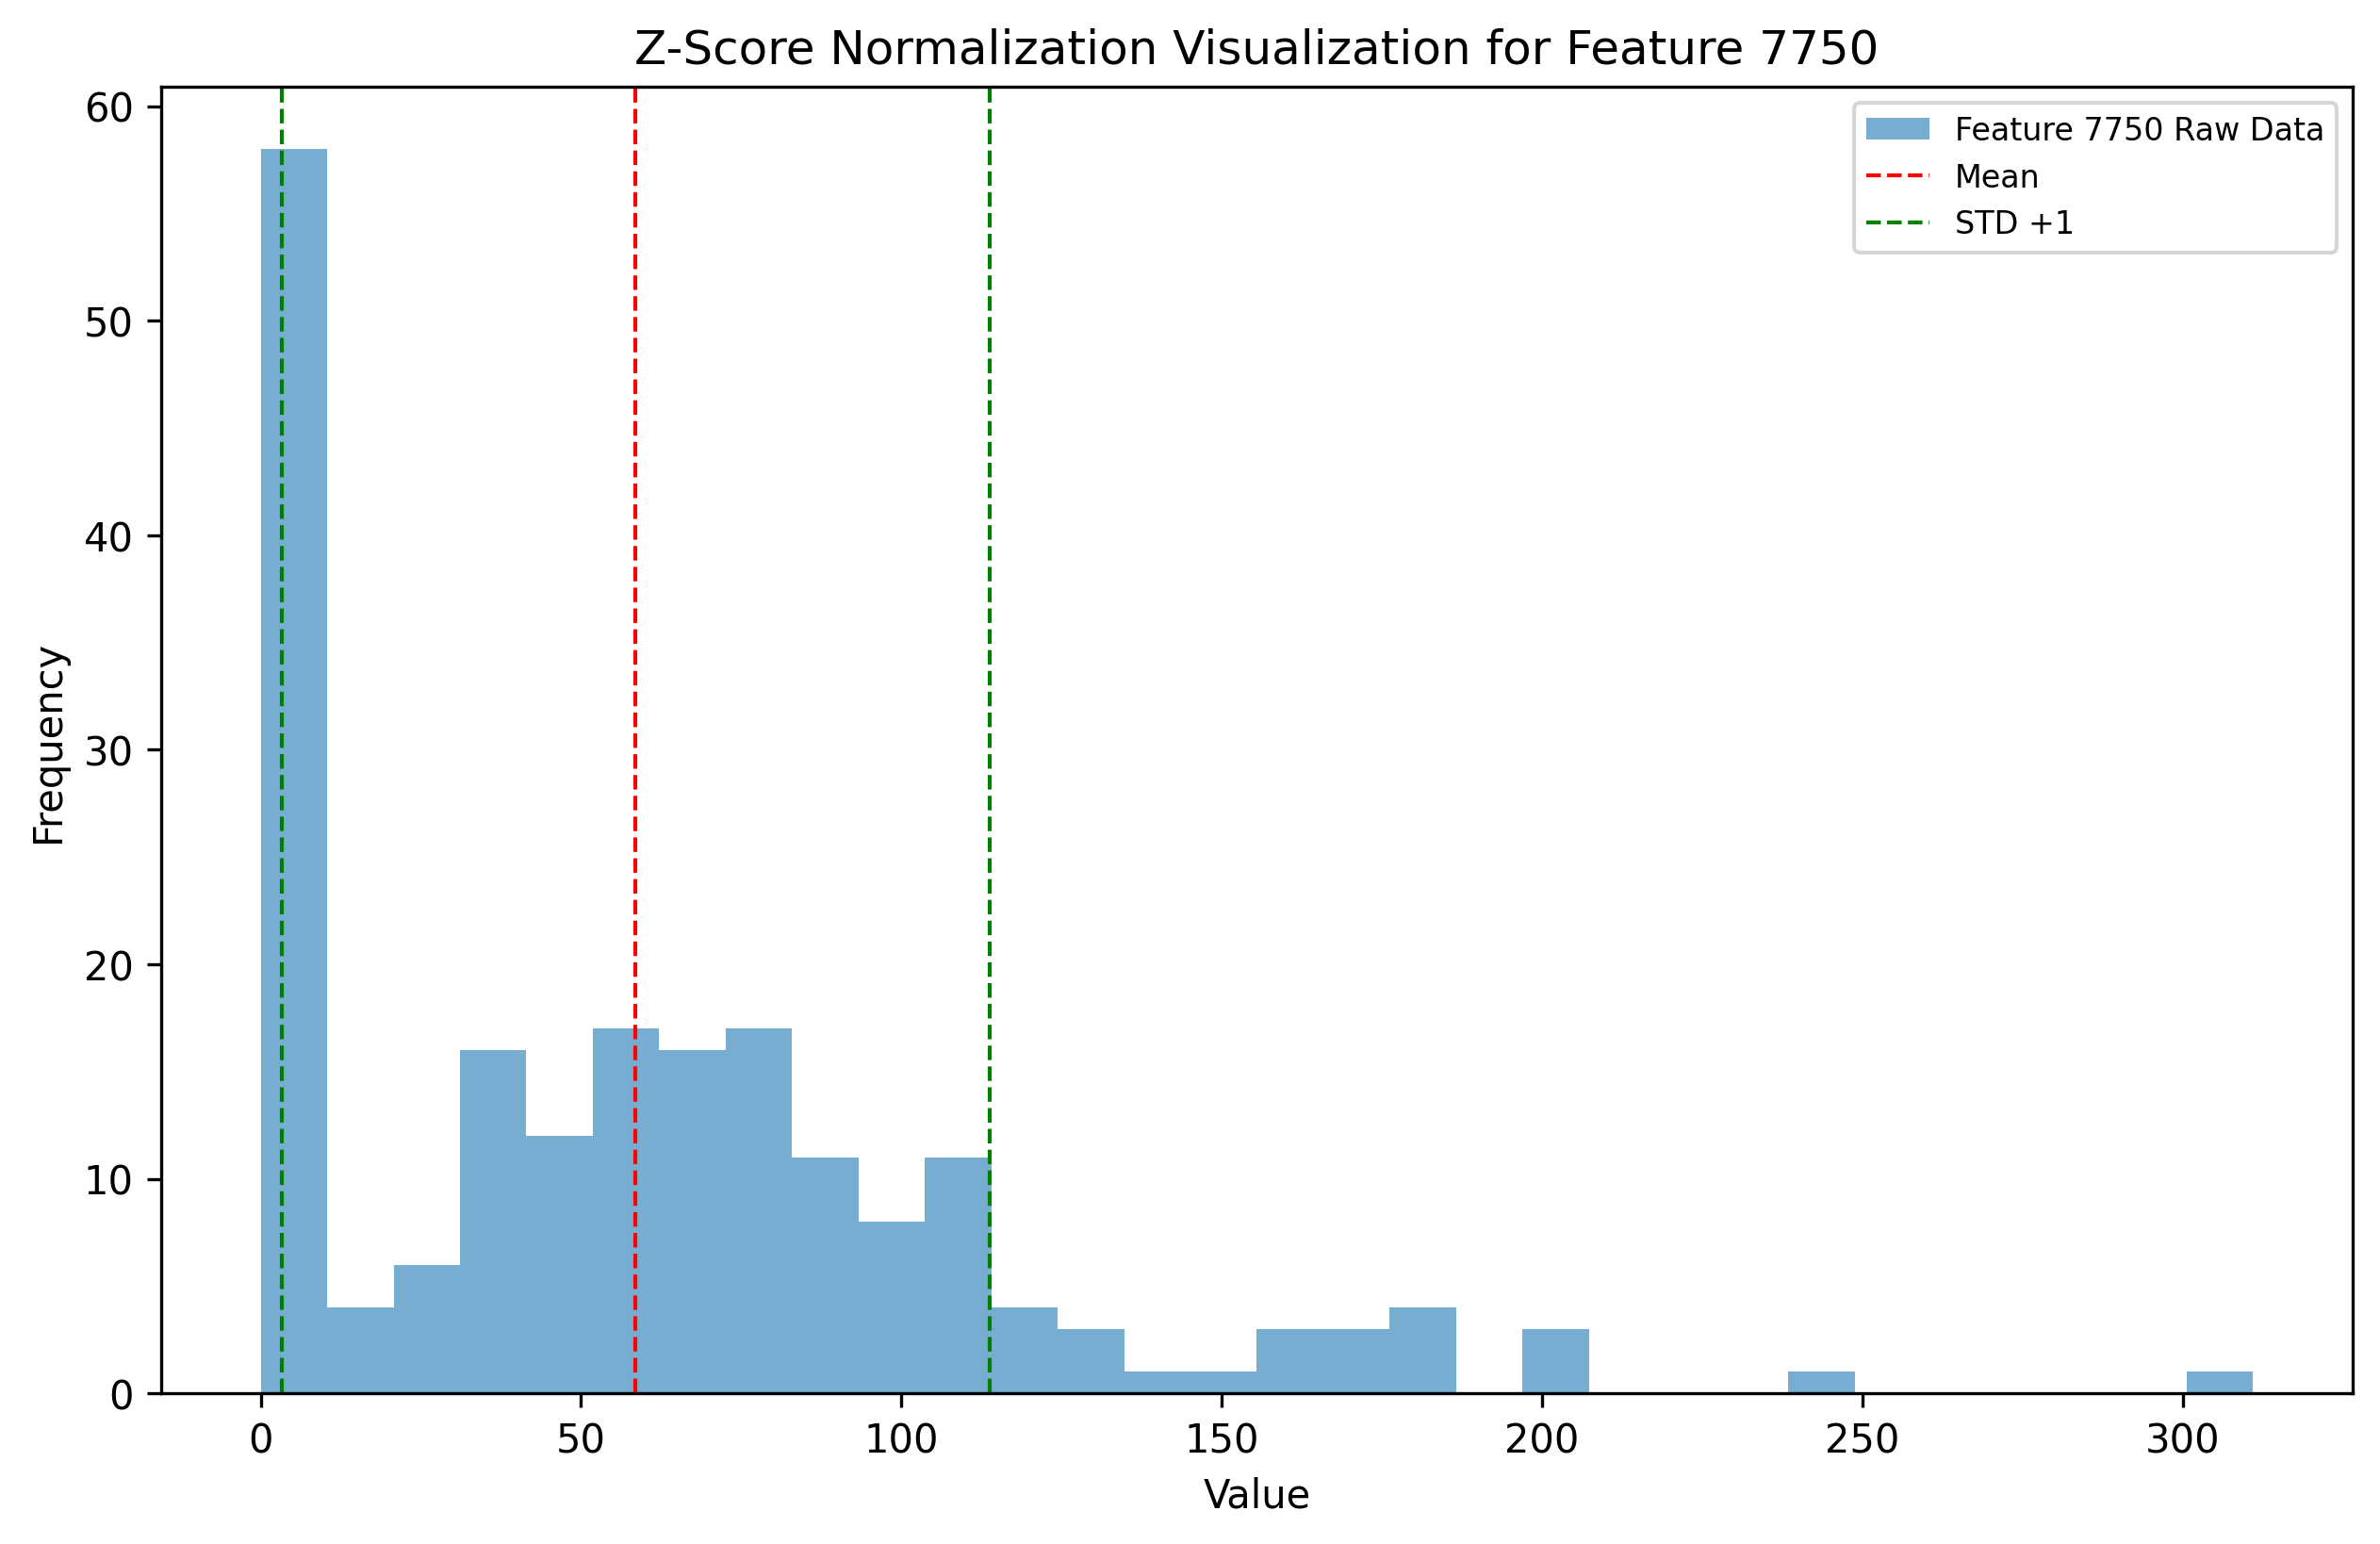 Z-Score Normalization Visualization for Feature 7750
Feature 7750 Raw Data
Mean
STD +1
60
50
40
30
20
10
0
Frequency
0 50 100 150 200 250 300
Value